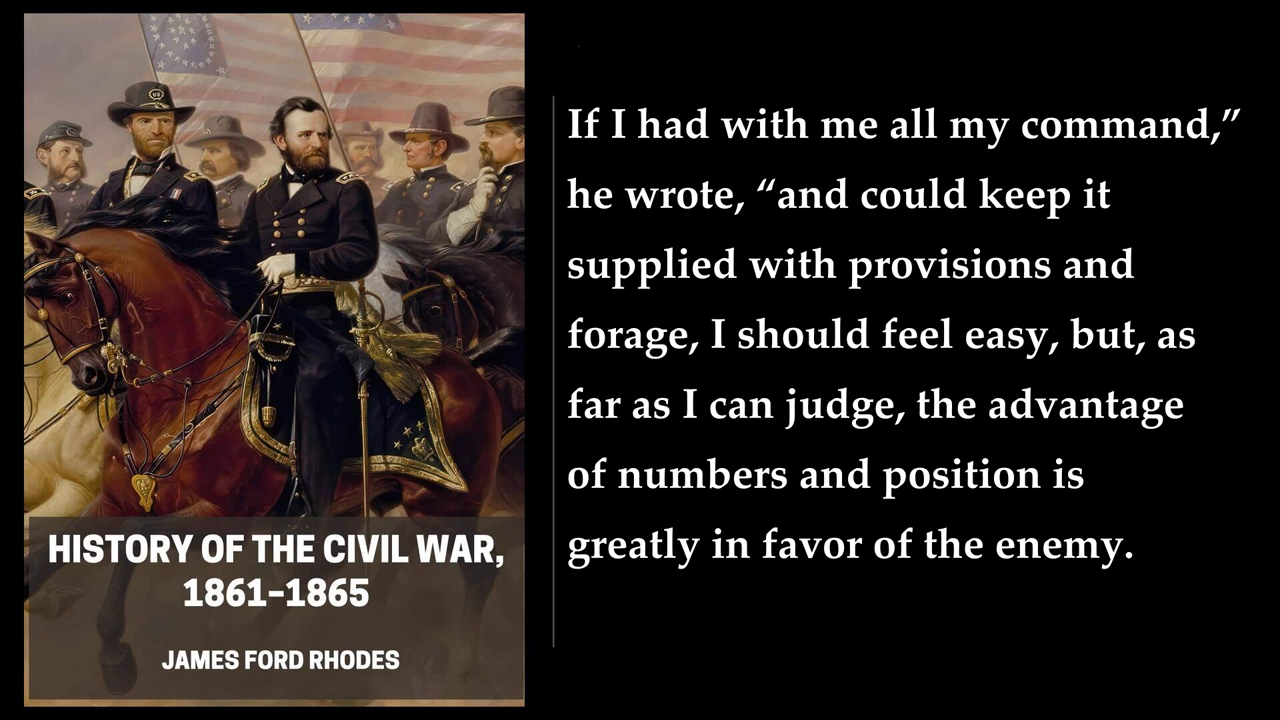 HISTORY OF THE CIVIL WAR,
1861–1865
JAMES FORD RHODES
If I had with me all my command,”
he wrote, “and could keep it
supplied with provisions and
forage, I should feel easy, but, as
far as I can judge, the advantage
of numbers and position is
greatly in favor of the enemy.